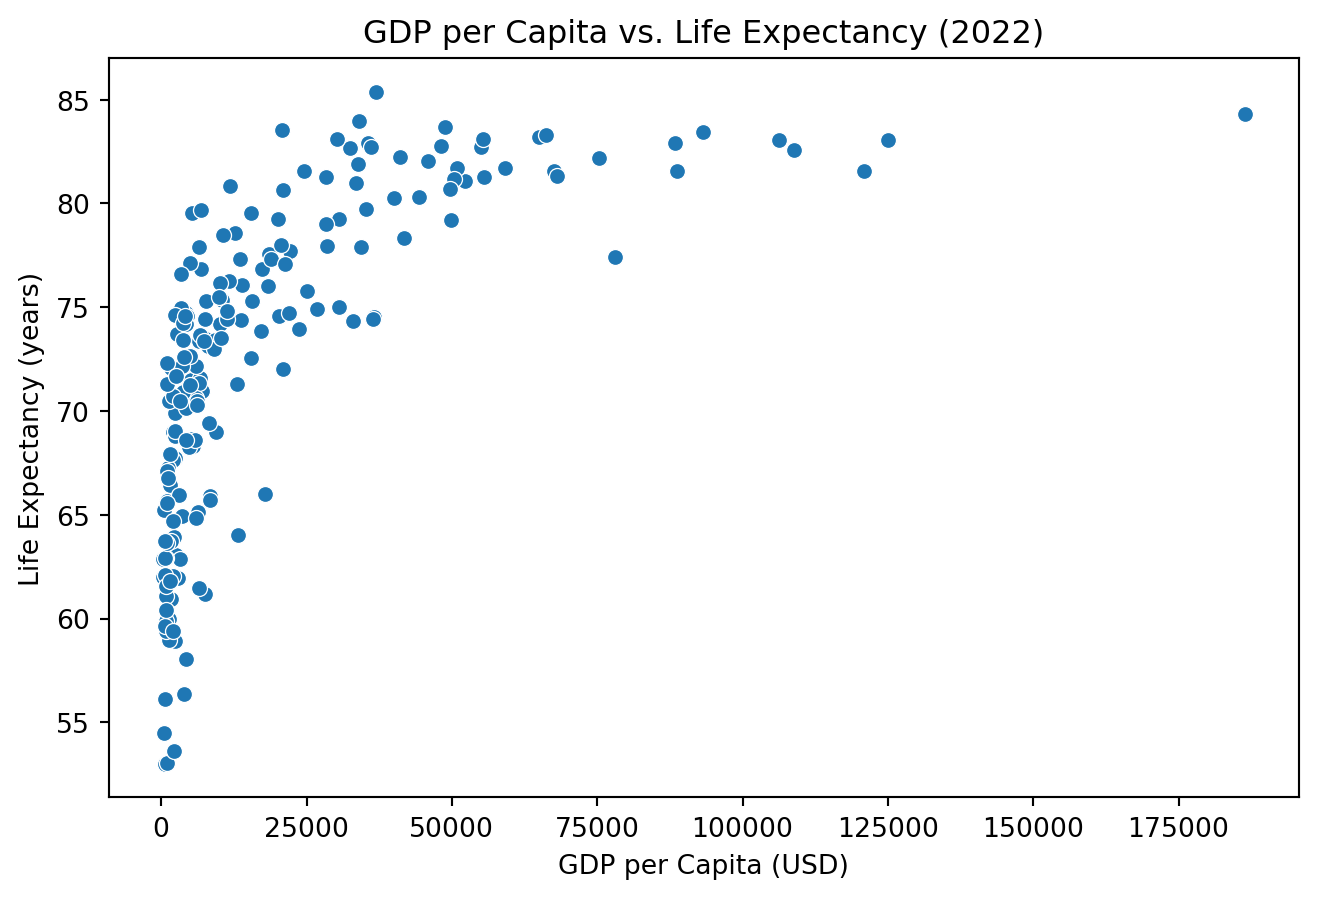 GDP per Capita vs. Life Expectancy (2022)
Life Expectancy (years)
85
80
75
70
65
60
55
0 25000 50000 75000 100000 125000 150000 175000
GDP per Capita (USD)